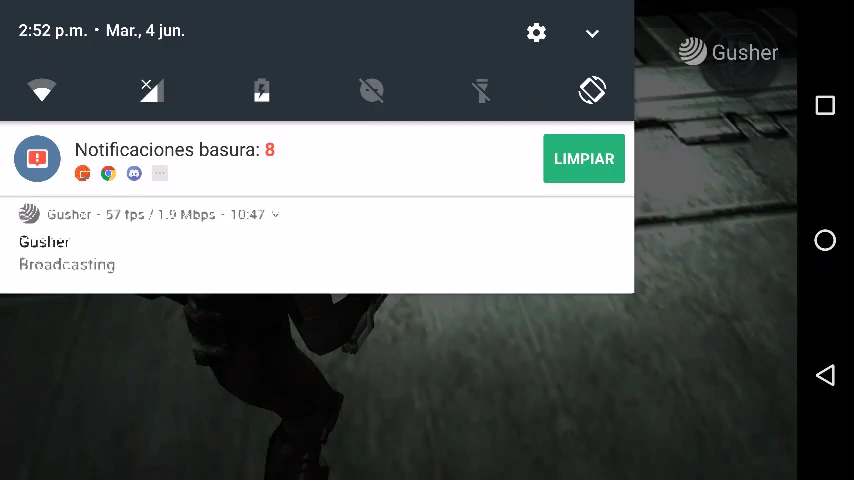 2:52 p.m. • Mar., 4 jun.
Gusher
Notificaciones basura: 8
LIMPIAR
Gusher - 57 fps / 1.9 Mbps - 10:47
Gusher
Broadcasting